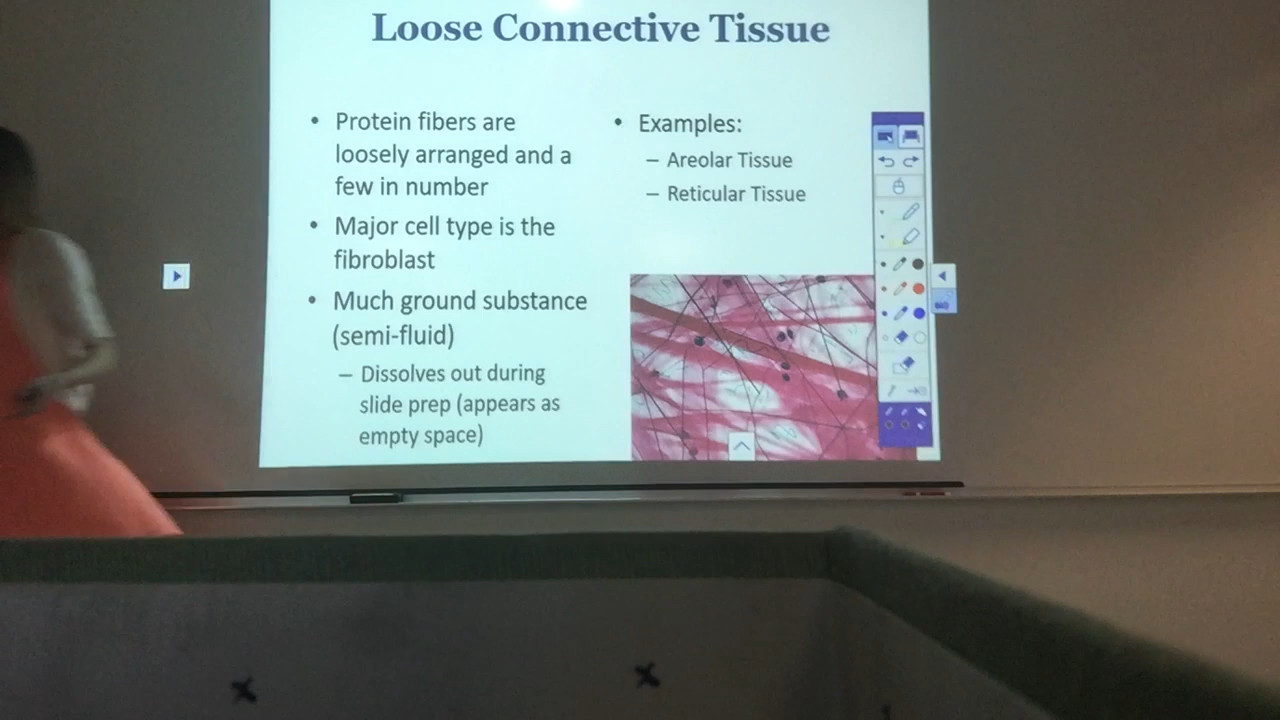 Loose Connective Tissue
• Protein fibers are
loosely arranged and a
few in number
• Major cell type is the
fibroblast
• Much ground substance
(semi-fluid)
– Dissolves out during
slide prep (appears as
empty space)
• Examples:
– Areolar Tissue
– Reticular Tissue